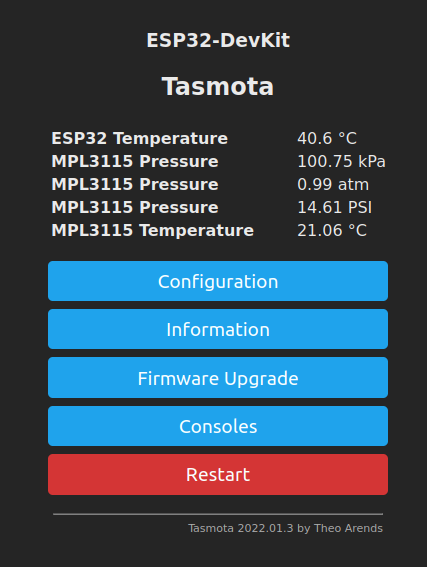 ESP32-DevKit
Tasmota
ESP32 Temperature 40.6 °C
MPL3115 Pressure 100.75 kPa
MPL3115 Pressure 0.99 atm
MPL3115 Pressure 14.61 PSI
MPL3115 Temperature 21.06 °C
Configuration
Information
Firmware Upgrade
Consoles
Restart
Tasmota 2022.01.3 by Theo Arends